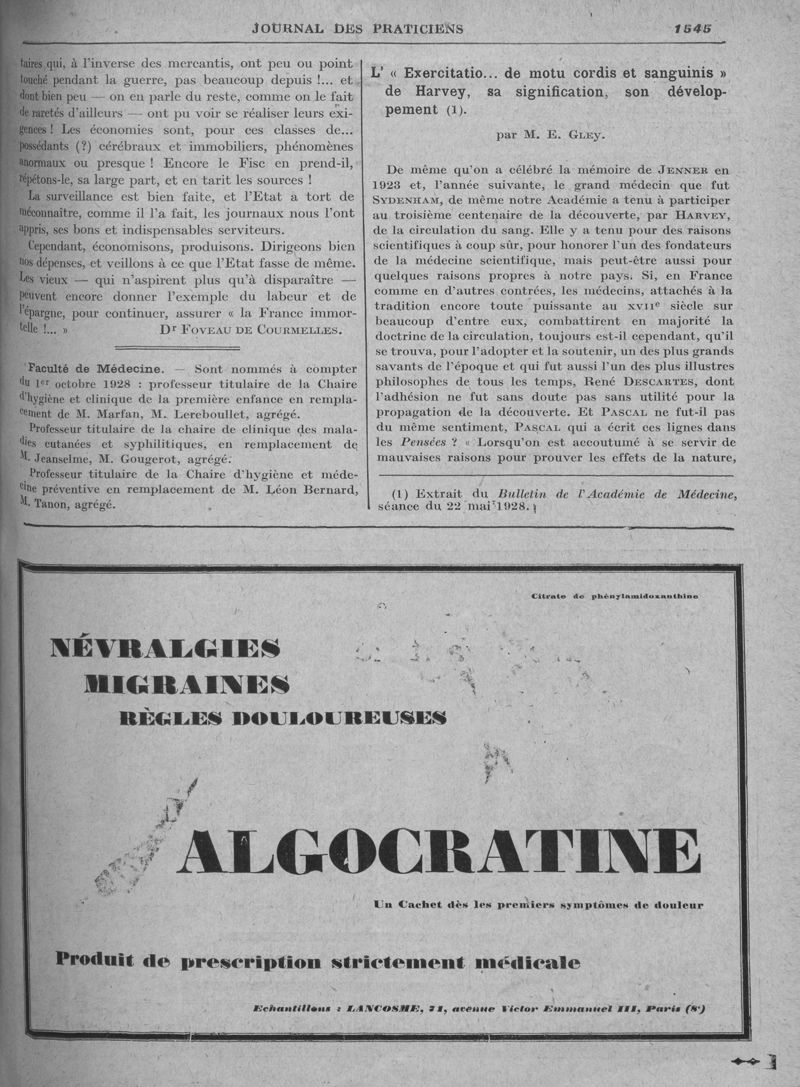 JOURNAL DES PRATICIENS
1545
taires qui, à l'inverse des mercantis, ont peu ou point
touché pendant la guerre, pas beaucoup depuis !... et
dont bien peu — on en parle du reste, comme on le fait
de raretés d'ailleurs — ont pu voir se réaliser leurs exi-
gences ! Les économies sont, pour ces classes de...
possédants (?) cérébraux et immobiliers, phénomènes
anormaux ou presque ! Encore le Fisc en prend-il,
répétons-le, sa large part, et en tarit les sources !
La surveillance est bien faite, et l'Etat a tort de
méconnaître, comme il l'a fait, les journaux nous l'ont
appris, ses bons et indispensables serviteurs.
Cependant, économisons, produisons. Dirigeons bien
nos dépenses, et veillons à ce que l'Etat fasse de même.
Les vieux — qui n'aspirent plus qu'à disparaître —
peuvent encore donner l'exemple du labeur et de
l'épargne, pour continuer, assurer « la France immor-
telle !... » Dr FOVEAU DE COURMELLES.
Faculté de Médecine. — Sont nommés à compter
du 1er octobre 1928 : professeur titulaire de la Chaire
d'hygiène et clinique de la première enfance en rempla-
cement de M. Marfan, M. Lereboullet, agrégé.
Professeur titulaire de la chaire de clinique des mala-
dies cutanées et syphilitiques, en remplacement de
M. Jeanselme, M. Gougerot, agrégé.
Professeur titulaire de la Chaire d'hygiène et méde-
cine préventive en remplacement de M. Léon Bernard,
M. Tanon, agrégé.
L' « Exercitatio... de motu cordis et sanguinis »
de Harvey, sa signification, son dévelop-
pement (1).
par M. E. GLEY.
De même qu'on a célébré la mémoire de JENNER en
1923 et, l'année suivante, le grand médecin que fut
SYDENHAM, de même notre Académie a tenu à participer
au troisième centenaire de la découverte, par HARVEY,
de la circulation du sang. Elle y a tenu pour des raisons
scientifiques à coup sûr, pour honorer l'un des fondateurs
de la médecine scientifique, mais peut-être aussi pour
quelques raisons propres à notre pays. Si, en France
comme en d'autres contrées, les médecins, attachés à la
tradition encore toute puissante au XVIIe siècle sur
beaucoup d'entre eux, combattirent en majorité la
doctrine de la circulation, toujours est-il cependant, qu'il
se trouva, pour l'adopter et la soutenir, un des plus grands
savants de l'époque et qui fut aussi l'un des plus illustres
philosophes de tous les temps, René DESCARTES, dont
l'adhésion ne fut sans doute pas sans utilité pour la
propagation de la découverte. Et PASCAL ne fut-il pas
du même sentiment, PASCAL qui a écrit ces lignes dans
les Pensées ? « Lorsqu'on est accoutumé à se servir de
mauvaises raisons pour prouver les effets de la nature,
(1) Extrait du Bulletin de l'Académie de Médecine,
séance du 22 mai 1928.
Citrate de phénylamidoxanthine
NÉVRALGIES
MIGRAINES
RÈGLES DOULOUREUSES
ALGOCRATINE
Un Cachet dès les premiers symptômes de douleur
Produit de prescription strictement médicale
Echantillons : LANCOSME, 71, avenue Victor Emmanuel III, Paris (8e)